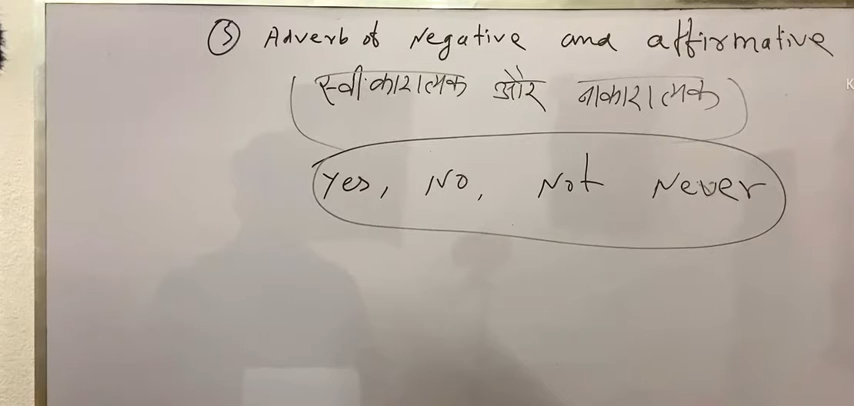 ⑤ Adverb of Negative and affirmative
(स्वीकारात्मक और नाकारात्मक)
Yes, No, Not Never
K